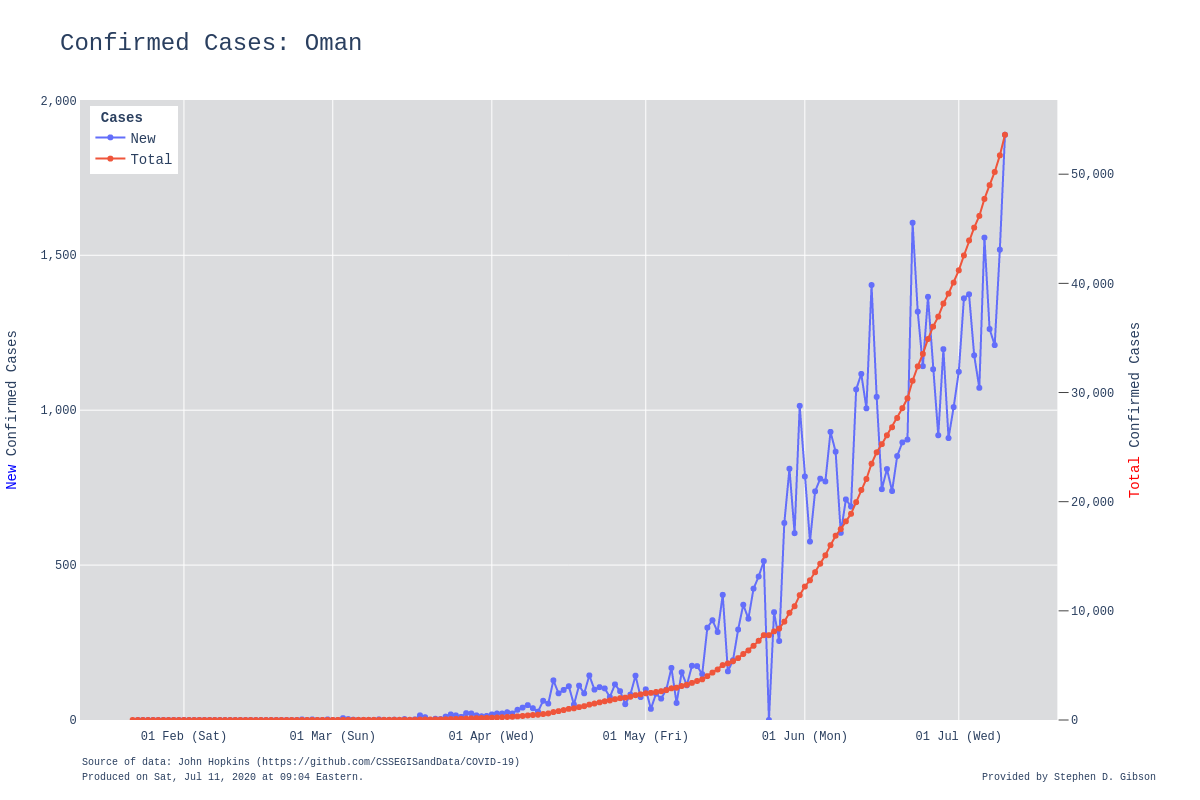 Confirmed Cases: Oman
Cases
New
Total
2,000
1,500
1,000
500
0
50,000
40,000
30,000
20,000
10,000
0
New Confirmed Cases
Total Confirmed Cases
01 Feb (Sat)
01 Mar (Sun)
01 Apr (Wed)
01 May (Fri)
01 Jun (Mon)
01 Jul (Wed)
Source of data: John Hopkins (https://github.com/CSSEGISandData/COVID-19)
Produced on Sat, Jul 11, 2020 at 09:04 Eastern.
Provided by Stephen D. Gibson